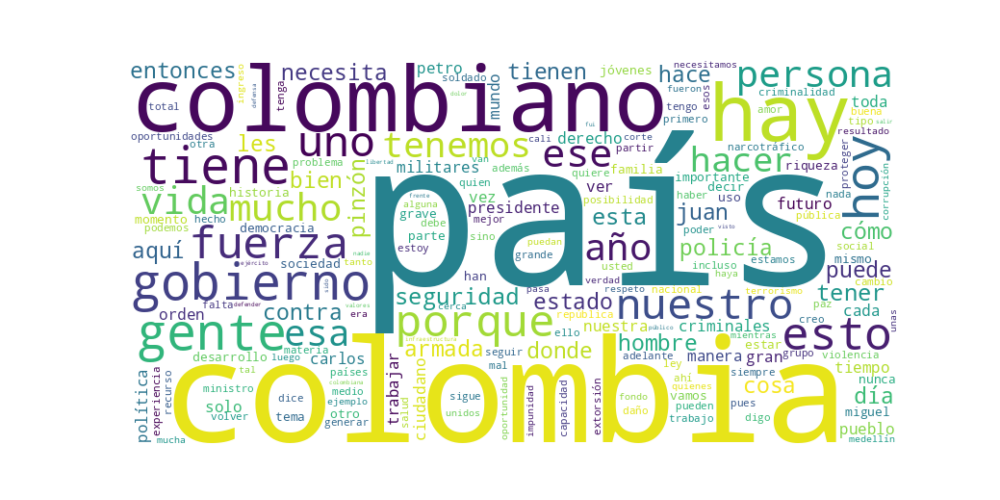 colombiano
país
colombia
hay
persona
entonces
necesita
petro
soldado
tienen
jóvenes
hace
necesitamos
fueron
esos
criminalidad
toda
total
ingreso
defensa
tenga
mundo
tengo
primero
amor
buena
tipo
resultado
oportunidades
otra
les
uno
tenemos
cali
fui
derecho
corte
partir
narcotráfico
hoy
proteger
tiene
problema
libertad
van
además
ese
quiere
familia
hacer
riqueza
importante
decir
nada
corrupción
salir
somos
bien
militares
quien
vez
ver
posibilidad
haber
uso
futuro
pública
vida
historia
mucho
pinzón
frente
alguna
grave
debe
presidente
mejor
esta
juan
poder
visto
cómo
momento
hecho
podemos
democracia
estoy
parte
sino
puedan
grande
año
usted
policía
estamos
social
incluso
haya
mismo
cambio
aquí
fuerza
nadie
tanto
sociedad
ejército
han
pasa
verdad
respeto
nacional
terrorismo
puede
gobierno
sido
valores
cerca
seguridad
estado
nuestro
paz
tener
orden
falta
defender
contra
era
república
ello
nuestra
público
mientras
creo
cada
unas
gente
esa
porque
infraestructura
armada
donde
hombre
criminales
estar
esto
desarrollo
materia
luego
carlos
trabajar
seguir
mal
adelante
manera
gran
grupo
violencia
política
experiencia
recurso
tal
países
colombiana
ministro
medio
ejemplo
salud
ciudadano
sigue
unidos
oportunidad
impunidad
capacidad
extorsión
fondo
daño
ley
ahí
quienes
vamos
pueden
trabajo
siempre
cosa
tiempo
nunca
día
solo
volver
dice
tema
otro
generar
pues
digo
miguel
pueblo
mucha
medellín